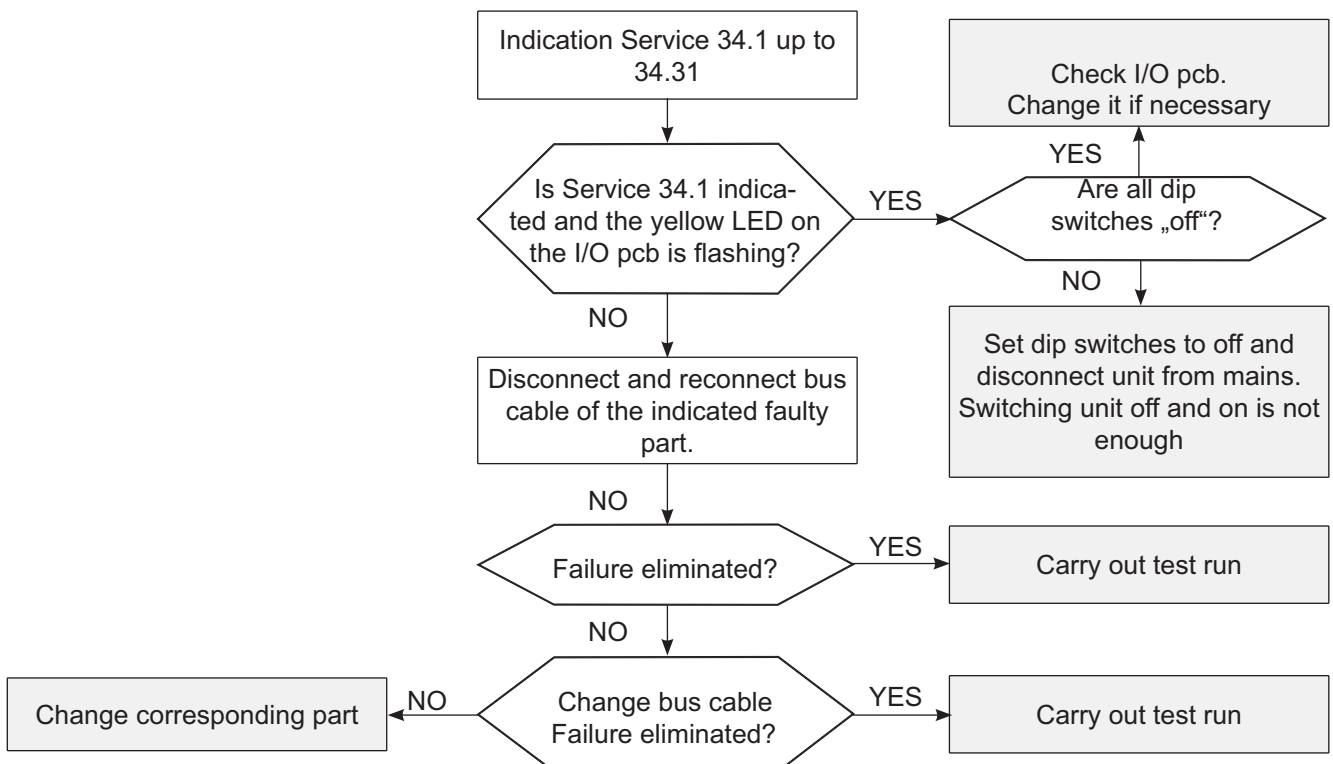 Indication Service 34.1 up to
34.31
Check I/O pcb.
Change it if necessary
YES
Is Service 34.1 indica-
ted and the yellow LED on
the I/O pcb is flashing?
YES
Are all dip
switches „off“?
NO
NO
Set dip switches to off and
disconnect unit from mains.
Switching unit off and on is not
enough
Disconnect and reconnect bus
cable of the indicated faulty
part.
NO
Failure eliminated?
YES
Carry out test run
NO
Change corresponding part
NO
Change bus cable
Failure eliminated?
YES
Carry out test run